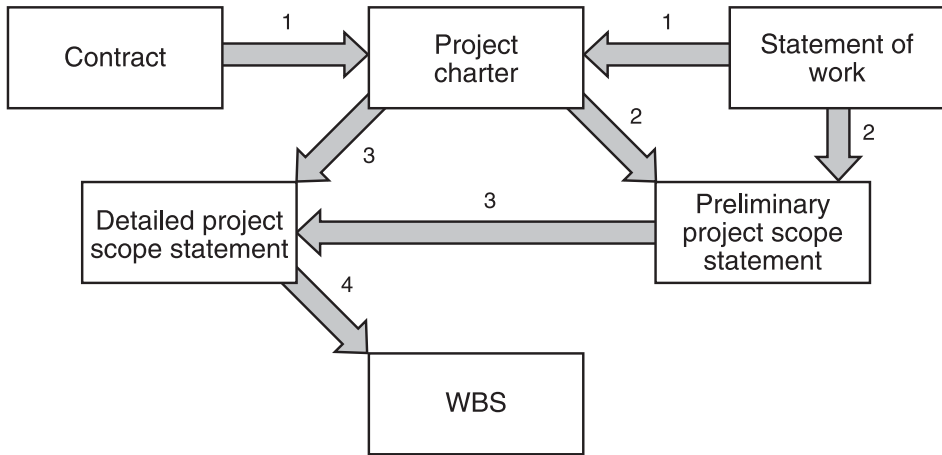 1
1
Contract
Project
charter
Statement of
work
2
2
3
3
Detailed project
scope statement
Preliminary
project scope
statement
4
WBS